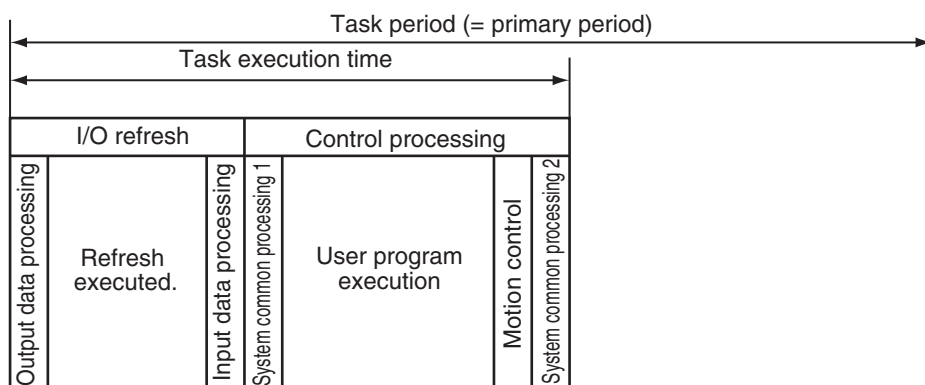 Task period (= primary period)
Task execution time
I/O refresh
Control processing
Output data processing
Refresh
executed.
Input data processing
System common processing 1
User program
execution
Motion control
System common processing 2